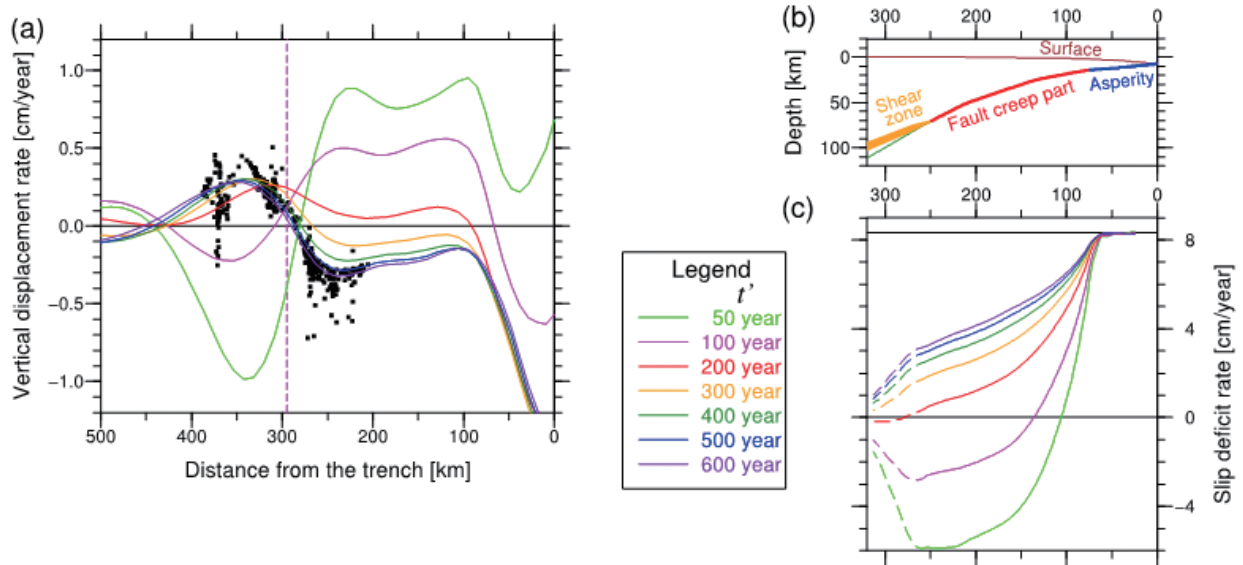 (a)
Vertical displacement rate [cm/year]
1.0
0.5
0.0
−0.5
−1.0
500 400 300 200 100 0
Distance from the trench [km]
(b)
300 200 100 0
Depth [km]
0
50
100
Surface
Asperity
Fault creep part
Shear
zone
Legend
t’
50 year
100 year
200 year
300 year
400 year
500 year
600 year
(c)
300 200 100 0
8
4
0
−4
Slip deficit rate [cm/year]